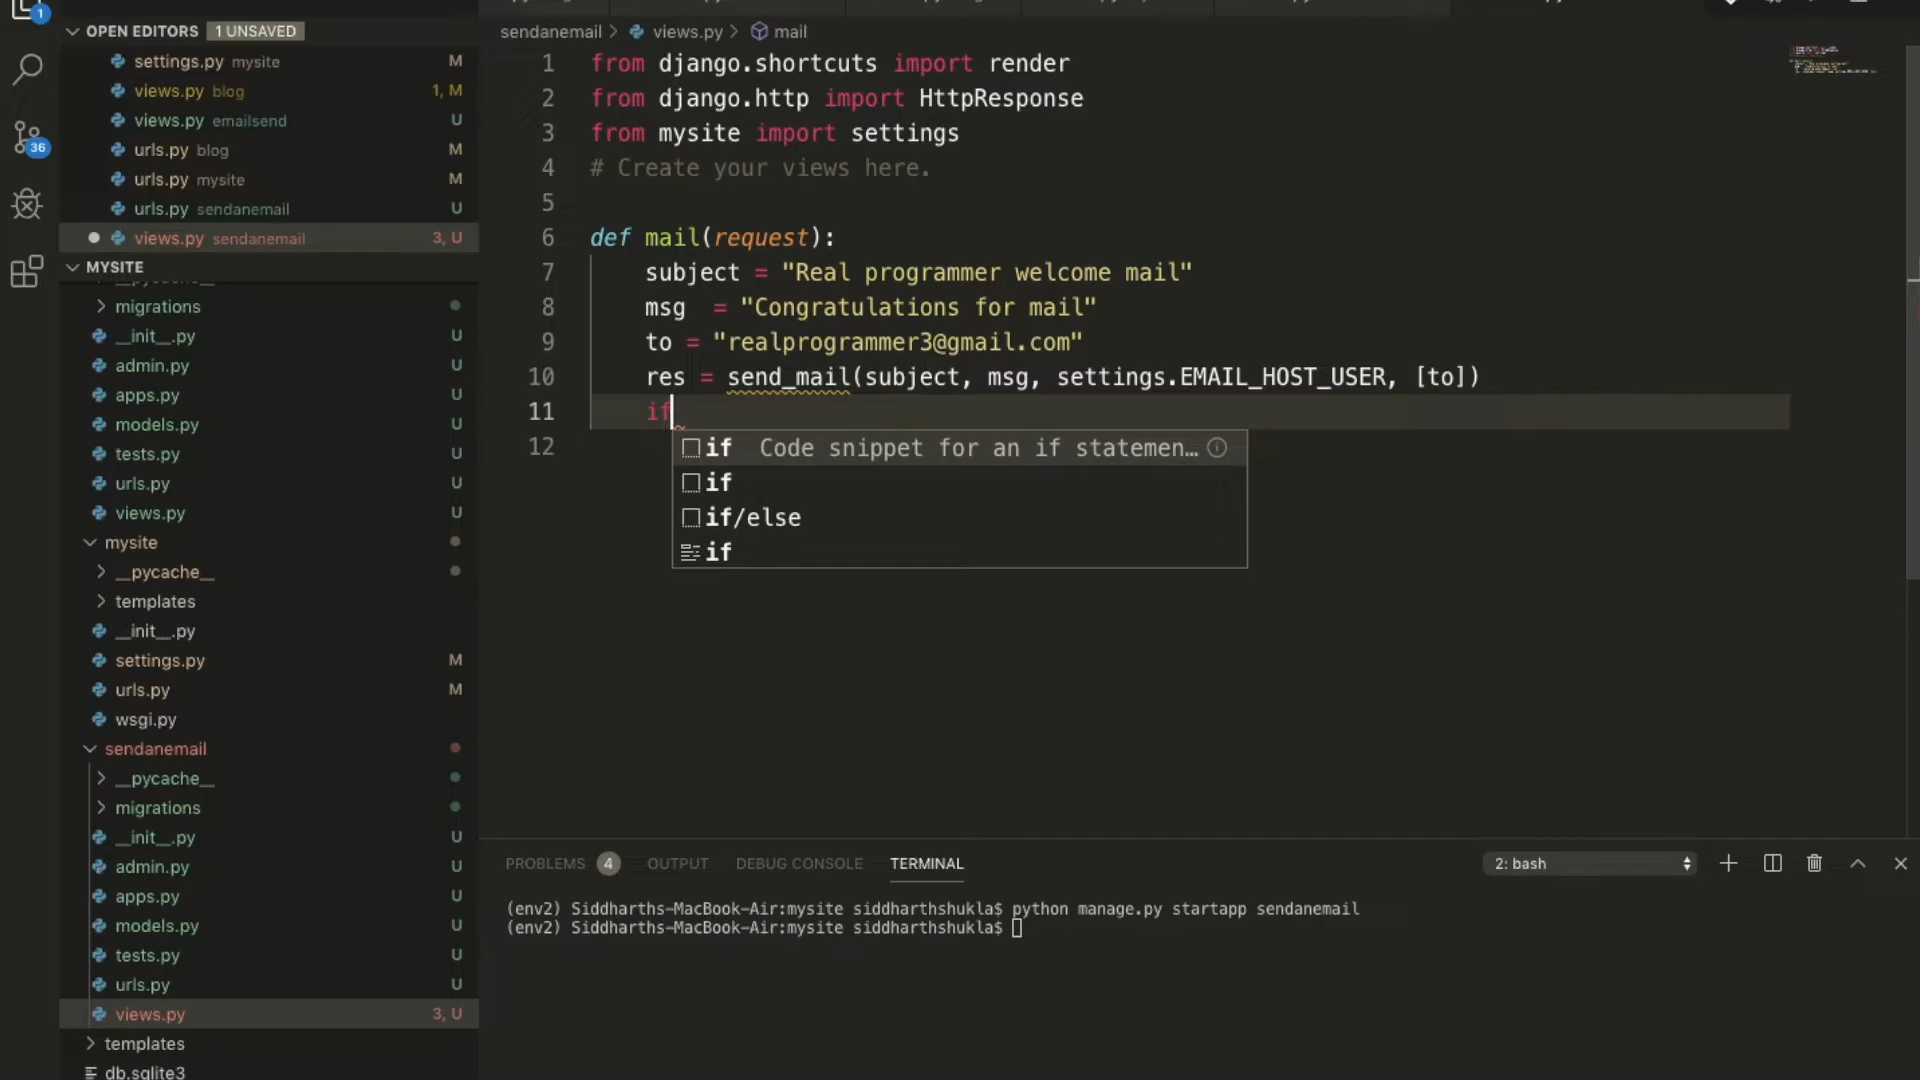 1
OPEN EDITORS 1 UNSAVED
settings.py mysite M
views.py blog 1, M
views.py emailsend U
urls.py blog M
urls.py mysite M
urls.py sendanemail U
views.py sendanemail 3, U
36
MYSITE
migrations
__init__.py U
admin.py U
apps.py U
models.py U
tests.py U
urls.py U
views.py U
mysite
__pycache__
templates
__init__.py
settings.py M
urls.py M
wsgi.py
sendanemail
__pycache__
migrations
__init__.py U
admin.py U
apps.py U
models.py U
tests.py U
urls.py U
views.py 3, U
templates
db.sqlite3
sendanemail > views.py > mail
1 from django.shortcuts import render
2 from django.http import HttpResponse
3 from mysite import settings
4 # Create your views here.
5
6 def mail(request):
7 subject = "Real programmer welcome mail"
8 msg  = "Congratulations for mail"
9 to = "realprogrammer3@gmail.com"
10 res = send_mail(subject, msg, settings.EMAIL_HOST_USER, [to])
11 if
12
if Code snippet for an if statemen…
if
if/else
if
PROBLEMS 4 OUTPUT DEBUG CONSOLE TERMINAL 2: bash
(env2) Siddharths-MacBook-Air:mysite siddharthshukla$ python manage.py startapp sendanemail
(env2) Siddharths-MacBook-Air:mysite siddharthshukla$